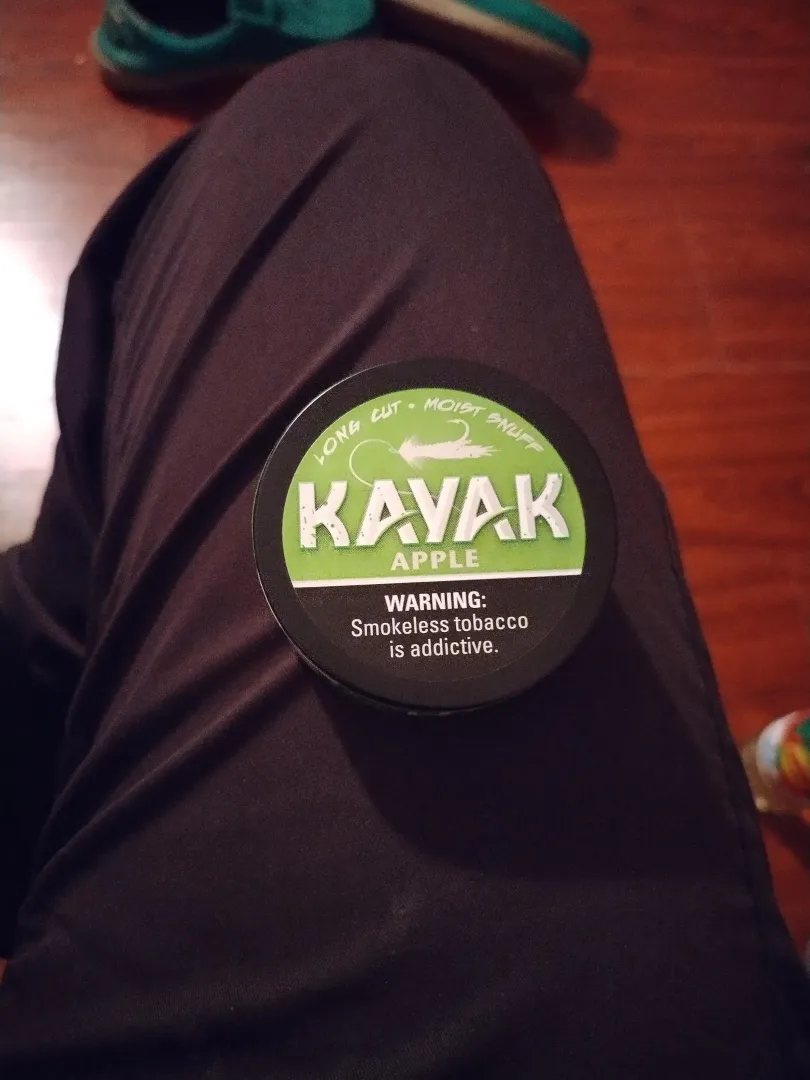 LONG CUT • MOIST SNUFF
KAYAK
APPLE
WARNING:
Smokeless tobacco
is addictive.